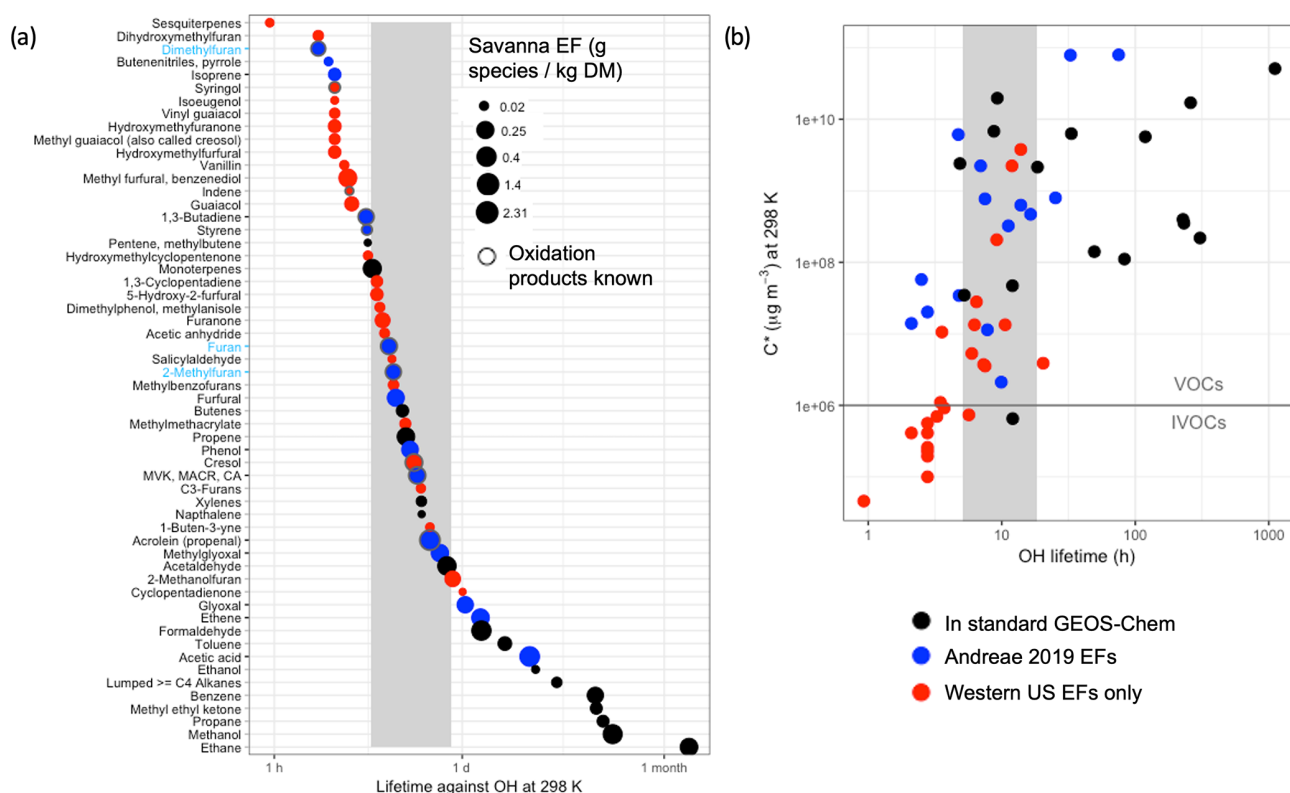 (a)
Sesquiterpenes
Dihydroxymethylfuran
Dimethylfuran
Butenenitriles, pyrrole
Isoprene
Syringol
Isoeugenol
Vinyl guaiacol
Hydroxymethyfuranone
Methyl guaiacol (also called creosol)
Hydroxymethylfurfural
Vanillin
Methyl furfural, benzenediol
Indene
Guaiacol
1,3-Butadiene
Styrene
Pentene, methylbutene
Hydroxymethylcyclopentenone
Monoterpenes
1,3-Cyclopentadiene
5-Hydroxy-2-furfural
Dimethylphenol, methylanisole
Furanone
Acetic anhydride
Furan
Salicylaldehyde
2-Methylfuran
Methylbenzofurans
Furfural
Butenes
Methylmethacrylate
Propene
Phenol
Cresol
MVK, MACR, CA
C3-Furans
Xylenes
Napthalene
1-Buten-3-yne
Acrolein (propenal)
Methylglyoxal
Acetaldehyde
2-Methanolfuran
Cyclopentadienone
Glyoxal
Ethene
Formaldehyde
Toluene
Acetic acid
Ethanol
Lumped >= C4 Alkanes
Benzene
Methyl ethyl ketone
Propane
Methanol
Ethane
1 h
1 d
1 month
Lifetime against OH at 298 K
Savanna EF (g
species / kg DM)
0.02
0.25
0.4
1.4
2.31
Oxidation
products known
(b)
C* (μg m−3) at 298 K
1e+10
1e+08
1e+06
VOCs
IVOCs
1
10
100
1000
OH lifetime (h)
In standard GEOS-Chem
Andreae 2019 EFs
Western US EFs only